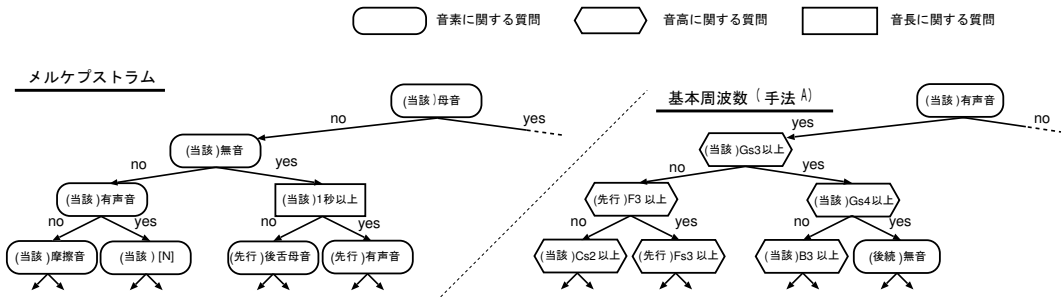 音素に関する質問 音高に関する質問 音長に関する質問
メルケプストラム
(当該)母音
no yes
(当該)無音
no yes
(当該)有声音 (当該)1秒以上
no yes no yes
(当該)摩擦音 (当該)[N] (先行)後舌母音 (先行)有声音
基本周波数(手法A)
(当該)有声音
yes no
(当該)Gs3以上
no yes
(先行)F3以上 (当該)Gs4以上
no yes no yes
(当該)Cs2以上 (先行)Fs3以上 (当該)B3以上 (後続)無音